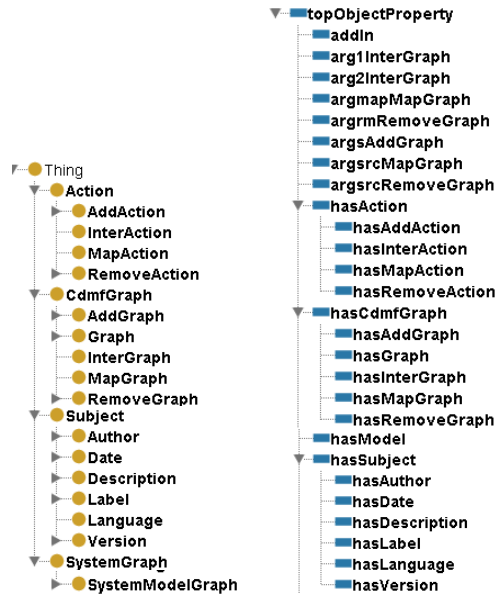 Thing
Action
AddAction
InterAction
MapAction
RemoveAction
CdmfGraph
AddGraph
Graph
InterGraph
MapGraph
RemoveGraph
Subject
Author
Date
Description
Label
Language
Version
SystemGraph
SystemModelGraph
topObjectProperty
addIn
arg1InterGraph
arg2InterGraph
argmapMapGraph
argrmRemoveGraph
argsAddGraph
argsrcMapGraph
argsrcRemoveGraph
hasAction
hasAddAction
hasInterAction
hasMapAction
hasRemoveAction
hasCdmfGraph
hasAddGraph
hasGraph
hasInterGraph
hasMapGraph
hasRemoveGraph
hasModel
hasSubject
hasAuthor
hasDate
hasDescription
hasLabel
hasLanguage
hasVersion